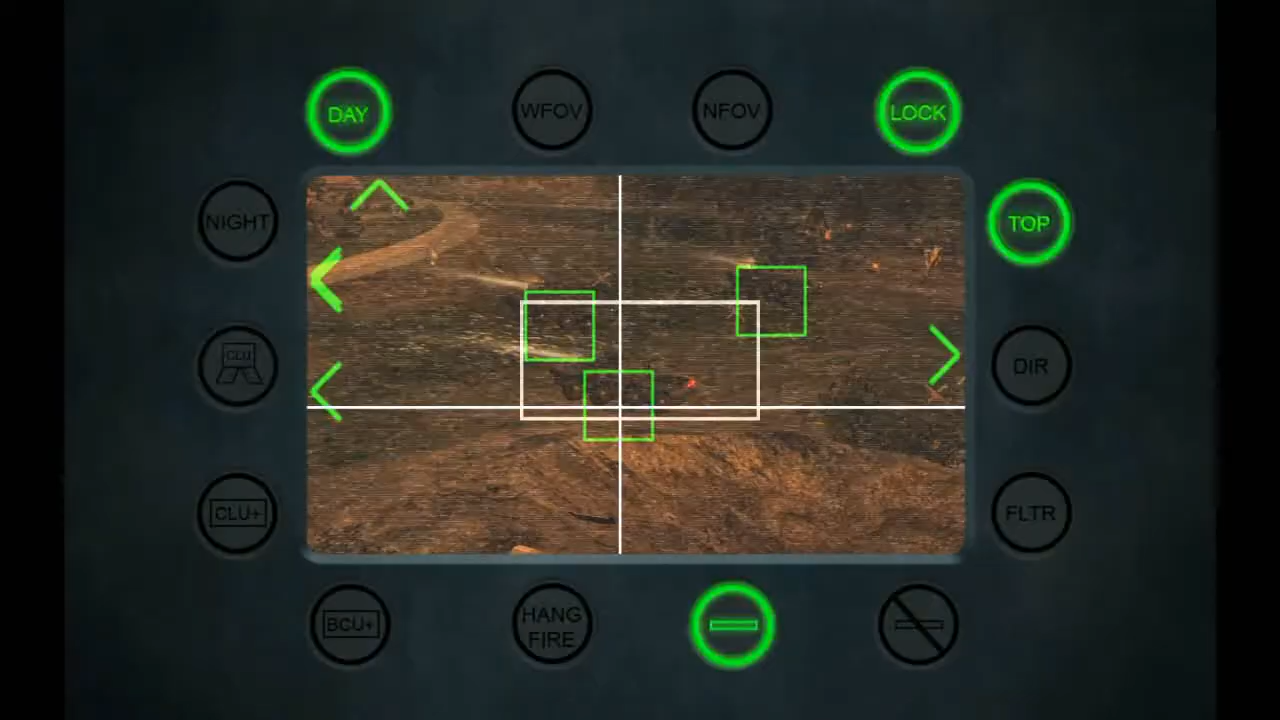 DAY
WFOV
NFOV
LOCK
NIGHT
TOP
CLU
DIR
CLU+
FLTR
BCU+
HANG
FIRE